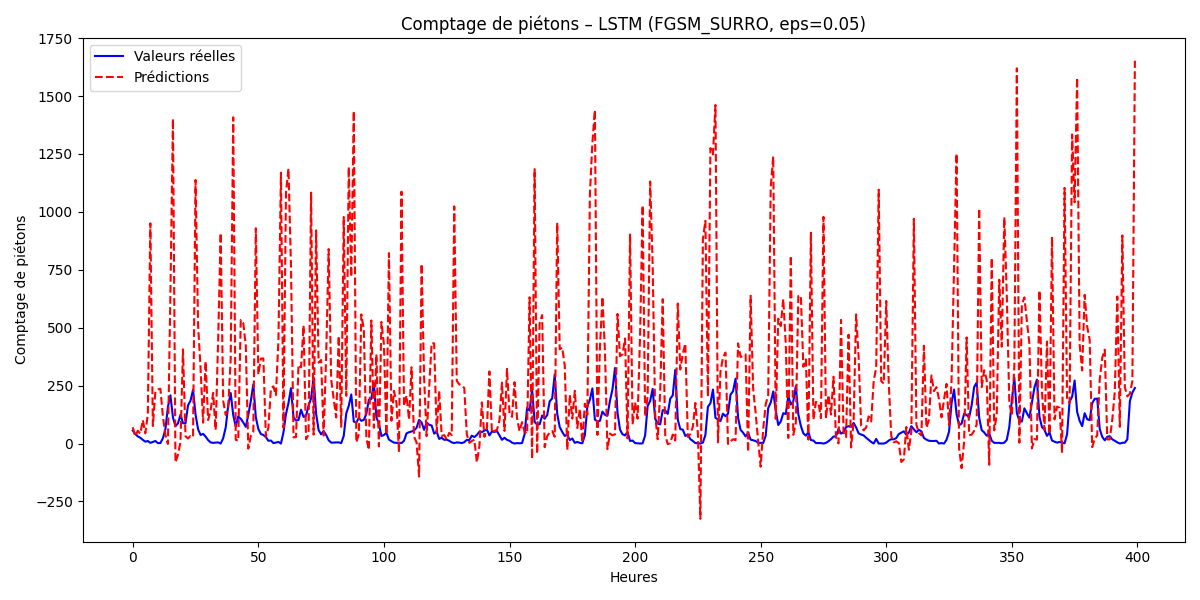 Comptage de piétons – LSTM (FGSM_SURRO, eps=0.05)
Valeurs réelles
Prédictions
Comptage de piétons
1750
1500
1250
1000
750
500
250
0
−250
0 50 100 150 200 250 300 350 400
Heures